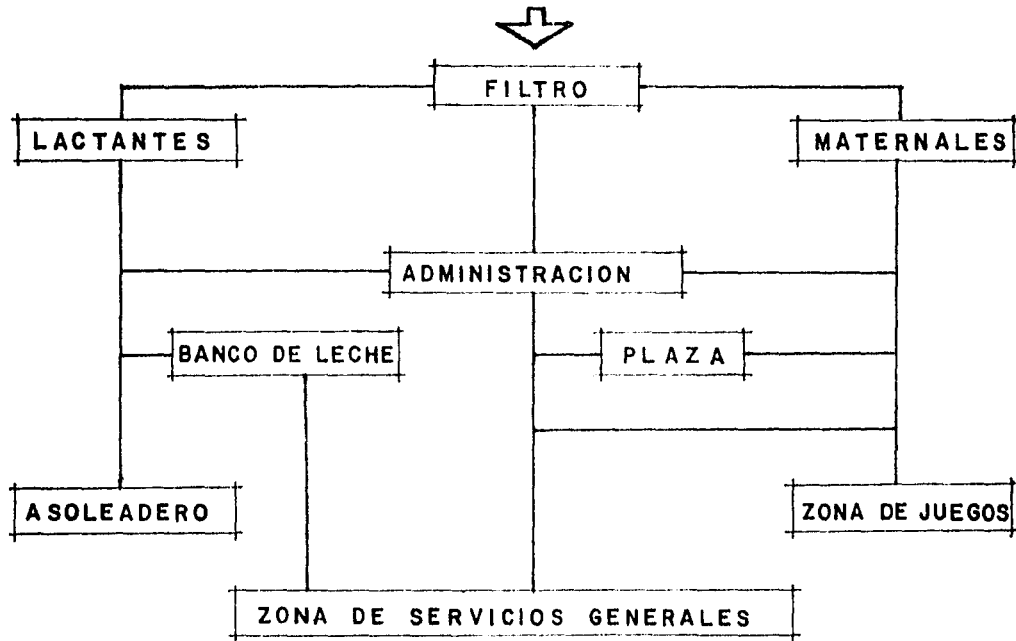 FILTRO
LACTANTES
MATERNALES
ADMINISTRACION
BANCO DE LECHE
PLAZA
ASOLEADERO
ZONA DE JUEGOS
ZONA DE SERVICIOS GENERALES